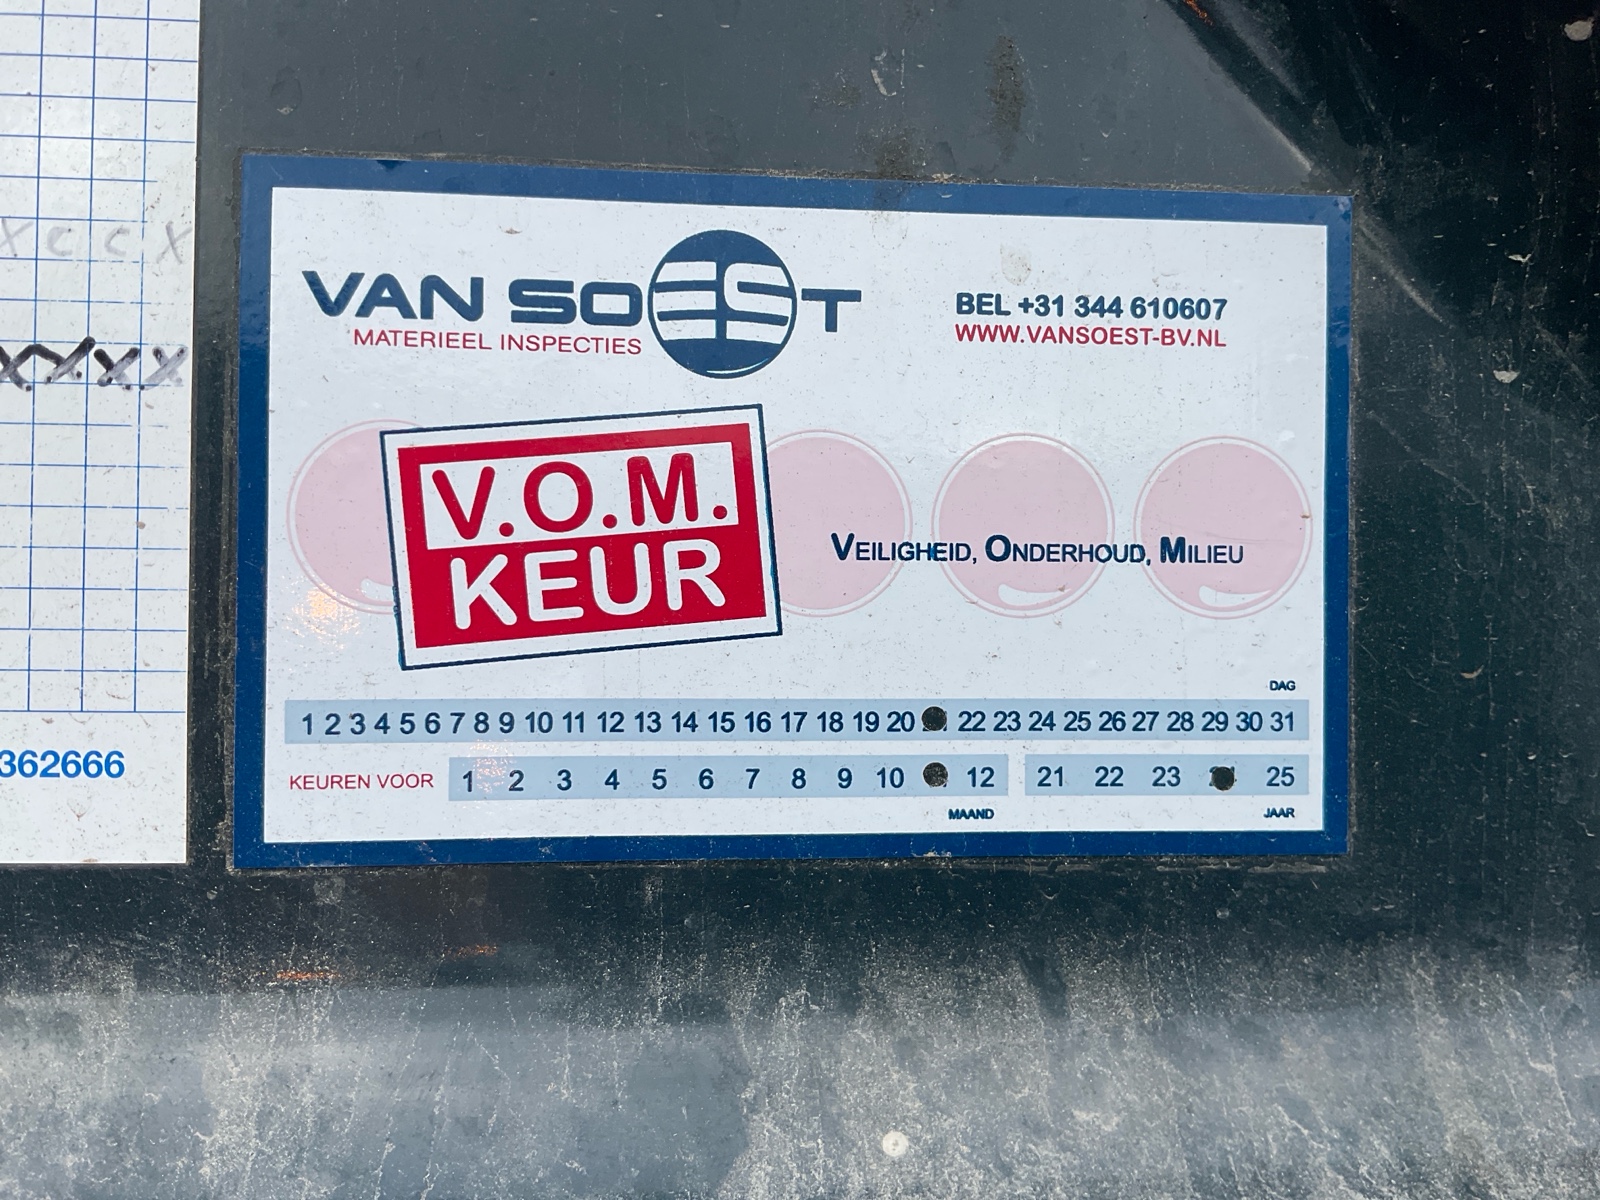 VAN SOEST
MATERIEEL INSPECTIES
BEL +31 344 610607
WWW.VANSOEST-BV.NL
V.O.M.
KEUR
VEILIGHEID, ONDERHOUD, MILIEU
DAG
1 2 3 4 5 6 7 8 9 10 11 12 13 14 15 16 17 18 19 20 22 23 24 25 26 27 28 29 30 31
KEUREN VOOR 1 2 3 4 5 6 7 8 9 10 12 21 22 23 25
MAAND JAAR
x c c x
xxxx
362666